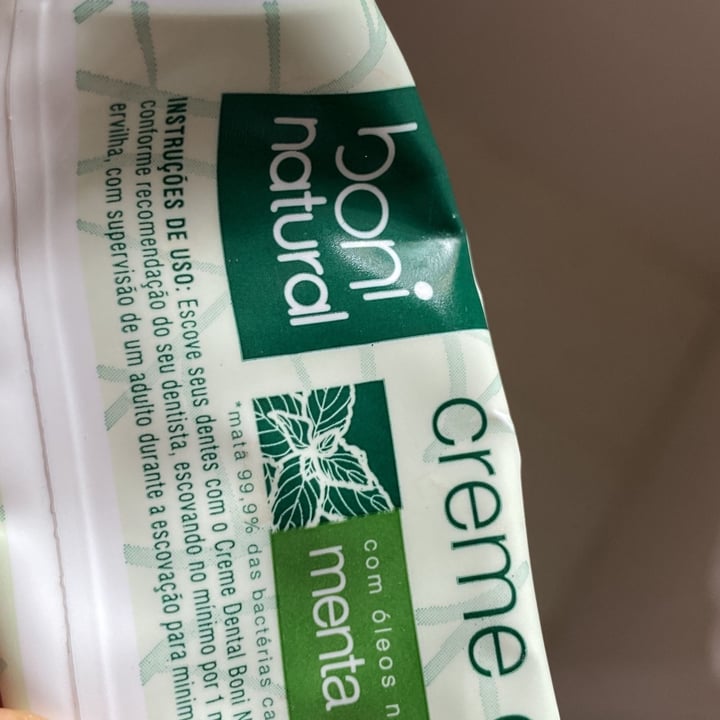 boni
natural
creme
com óleos
menta
*mata 99,9% das bactérias
INSTRUÇÕES DE USO: Escove seus dentes com o Creme Dental Boni
conforme recomendação do seu dentista, escovando no mínimo por 1
ervilha, com supervisão de um adulto durante a escovação para